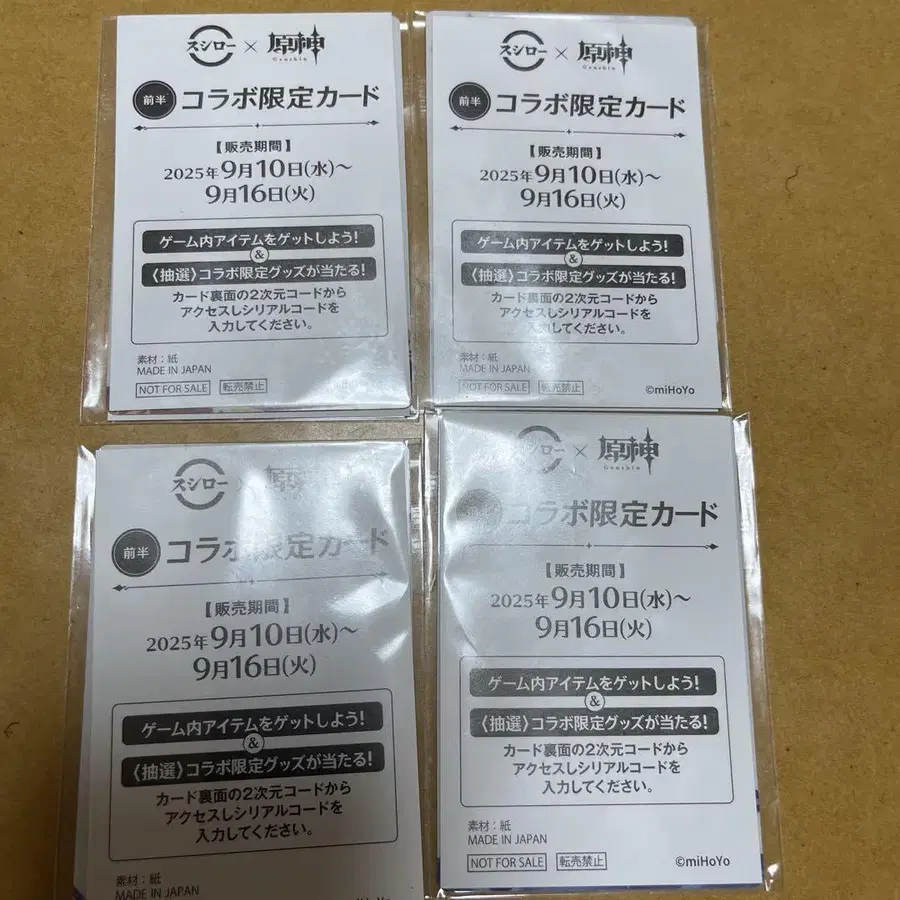 スシロー × 原神
Genshin
前半 コラボ限定カード
【販売期間】
2025年9月10日(水)～
9月16日(火)
ゲーム内アイテムをゲットしよう!
&
〈抽選〉コラボ限定グッズが当たる!
カード裏面の2次元コードから
アクセスしシリアルコードを
入力してください。
素材：紙
MADE IN JAPAN
NOT FOR SALE 転売禁止
スシロー × 原神
Genshin
前半 コラボ限定カード
【販売期間】
2025年9月10日(水)～
9月16日(火)
ゲーム内アイテムをゲットしよう!
&
〈抽選〉コラボ限定グッズが当たる!
カード裏面の2次元コードから
アクセスしシリアルコードを
入力してください。
素材：紙
MADE IN JAPAN
NOT FOR SALE 転売禁止 ©miHoYo
スシロー × 原神
前半 コラボ限定カード
【販売期間】
2025年9月10日(水)～
9月16日(火)
ゲーム内アイテムをゲットしよう!
&
〈抽選〉コラボ限定グッズが当たる!
カード裏面の2次元コードから
アクセスしシリアルコードを
入力してください。
素材：紙
MADE IN JAPAN
スシロー × 原神
Genshin
コラボ限定カード
【販売期間】
2025年9月10日(水)～
9月16日(火)
ゲーム内アイテムをゲットしよう!
&
〈抽選〉コラボ限定グッズが当たる!
カード裏面の2次元コードから
アクセスしシリアルコードを
入力してください。
素材：紙
MADE IN JAPAN
NOT FOR SALE 転売禁止 ©miHoYo